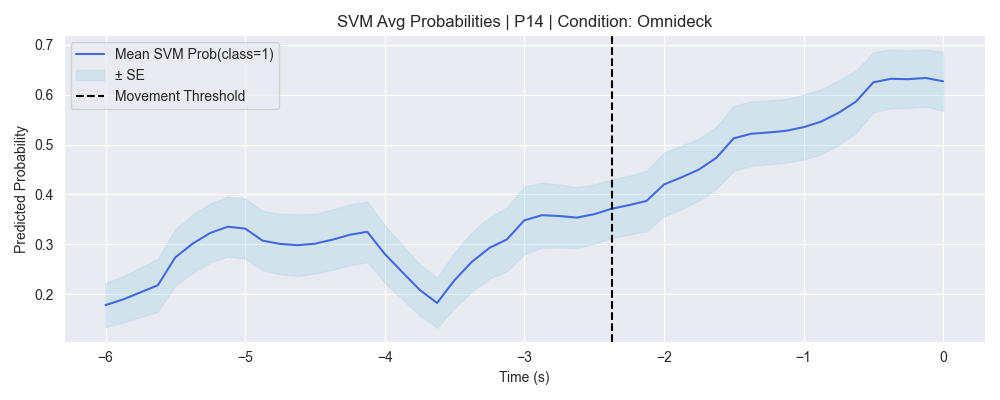 SVM Avg Probabilities | P14 | Condition: Omnideck
Mean SVM Prob(class=1)
± SE
Movement Threshold
Predicted Probability
0.7
0.6
0.5
0.4
0.3
0.2
−6 −5 −4 −3 −2 −1 0
Time (s)